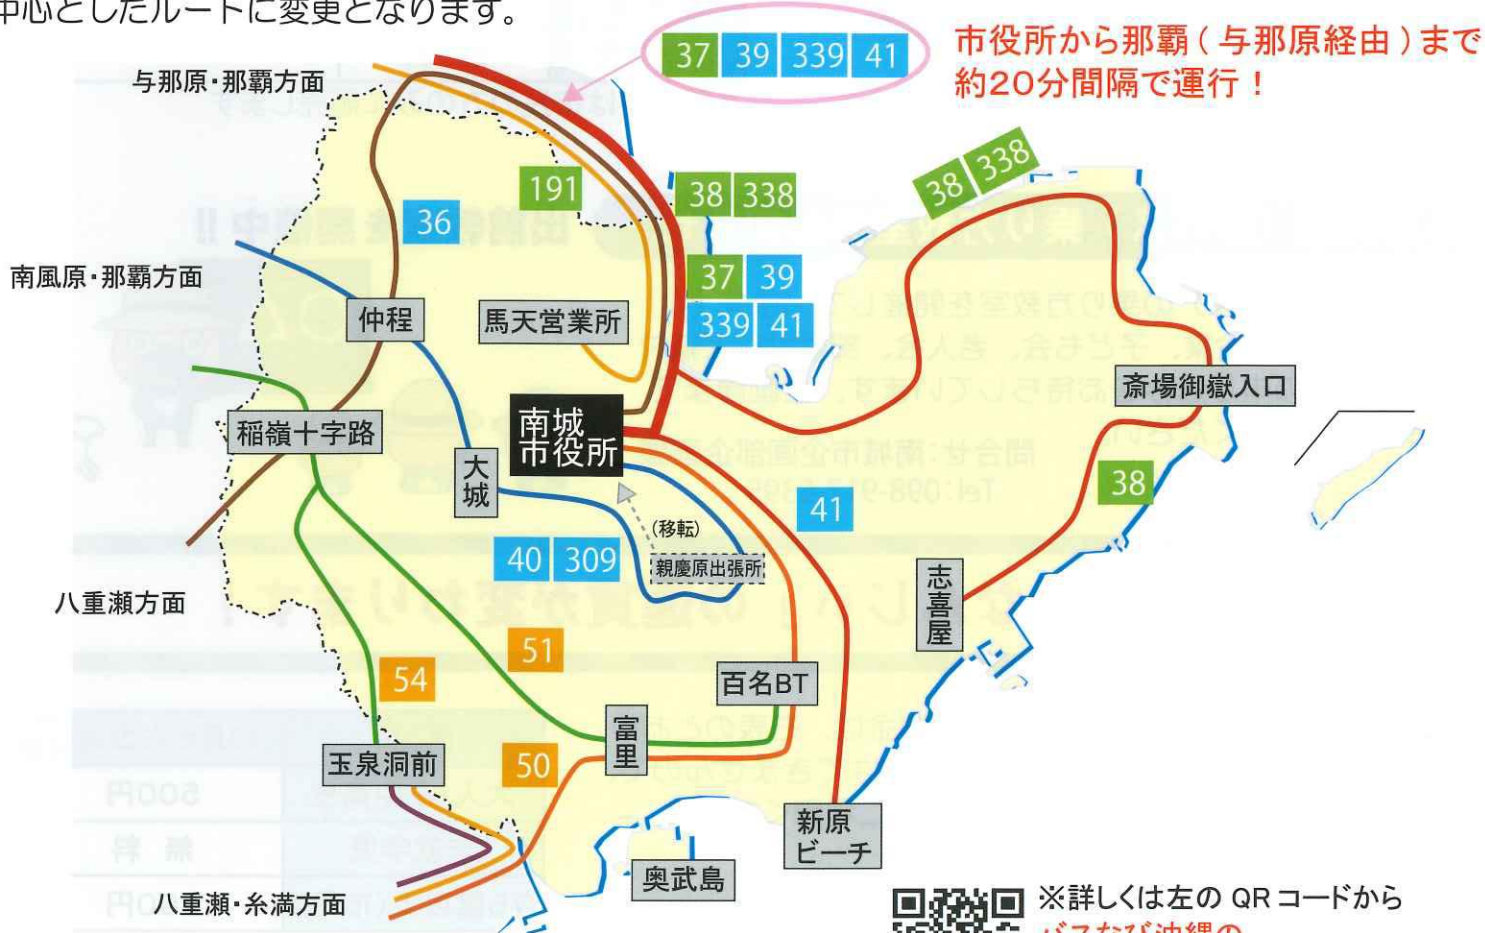 中心としたルートに変更となります。
37 39 339 41
市役所から那覇(与那原経由)まで
約20分間隔で運行!
与那原・那覇方面
191
38 338
38 338
36
南風原・那覇方面
37 39
339 41
仲程
馬天営業所
斎場御嶽入口
稲嶺十字路
南城
市役所
大城
38
41
(移転)
親慶原出張所
40 309
志喜屋
八重瀬方面
51
54
百名BT
富里
玉泉洞前
50
新原
ビーチ
奥武島
八重瀬・糸満方面
※詳しくは左の QR コードから
バスなび沖縄の